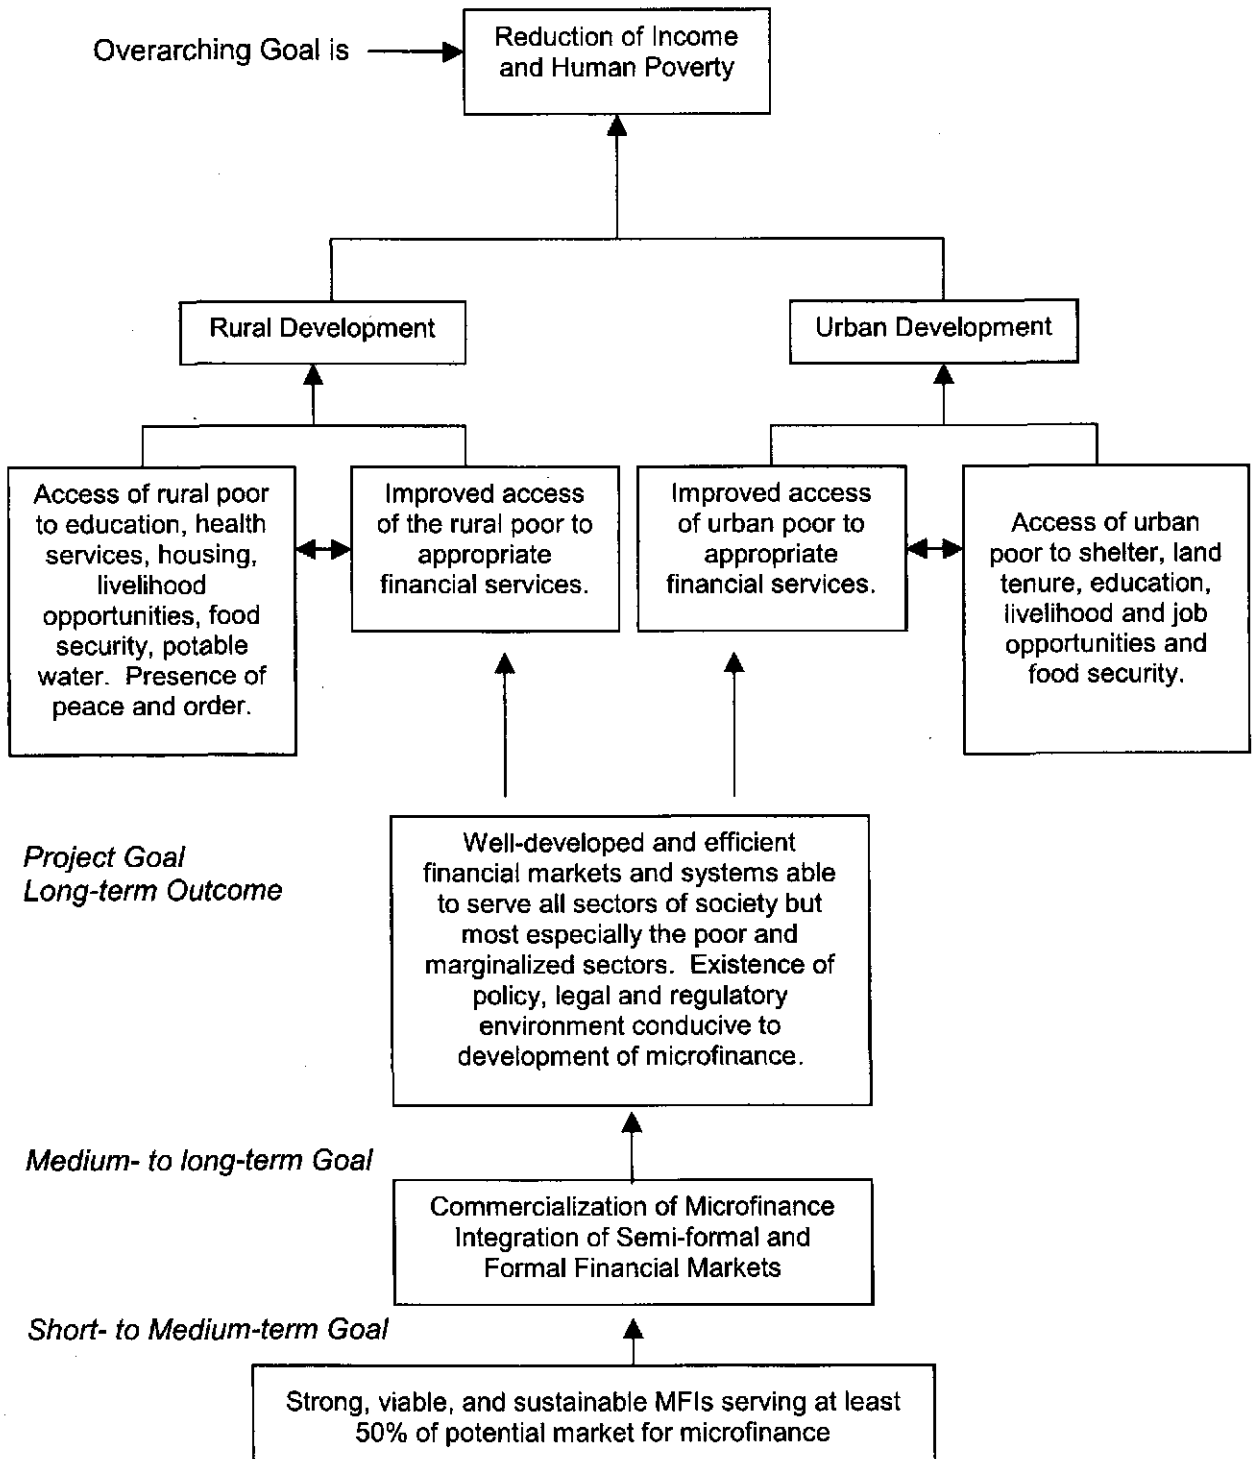 Overarching Goal is
Reduction of Income
and Human Poverty
Rural Development
Urban Development
Access of rural poor
to education, health
services, housing,
livelihood
opportunities, food
security, potable
water. Presence of
peace and order.
Improved access
of the rural poor to
appropriate
financial services.
Improved access
of urban poor to
appropriate
financial services.
Access of urban
poor to shelter, land
tenure, education,
livelihood and job
opportunities and
food security.
Project Goal
Long-term Outcome
Well-developed and efficient
financial markets and systems able
to serve all sectors of society but
most especially the poor and
marginalized sectors. Existence of
policy, legal and regulatory
environment conducive to
development of microfinance.
Medium- to long-term Goal
Commercialization of Microfinance
Integration of Semi-formal and
Formal Financial Markets
Short- to Medium-term Goal
Strong, viable, and sustainable MFIs serving at least
50% of potential market for microfinance